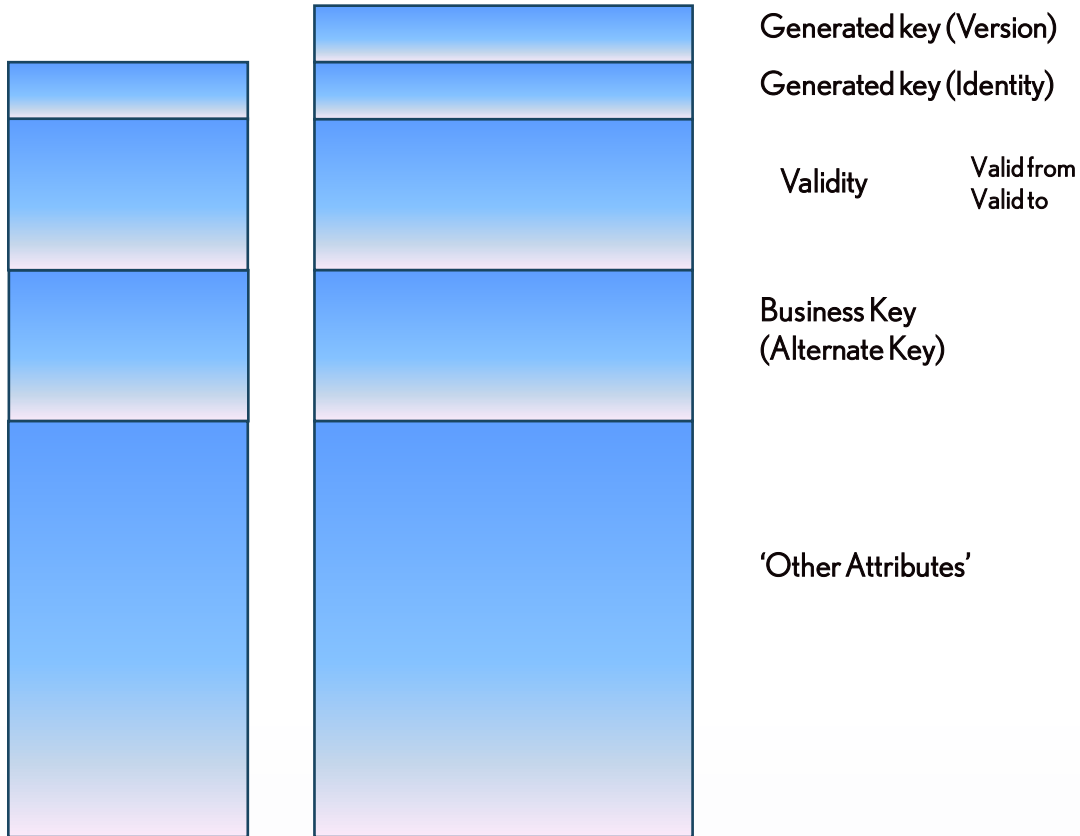 Generated key (Version)
Generated key (Identity)
Validity
Valid from
Valid to
Business Key
(Alternate Key)
‘Other Attributes’